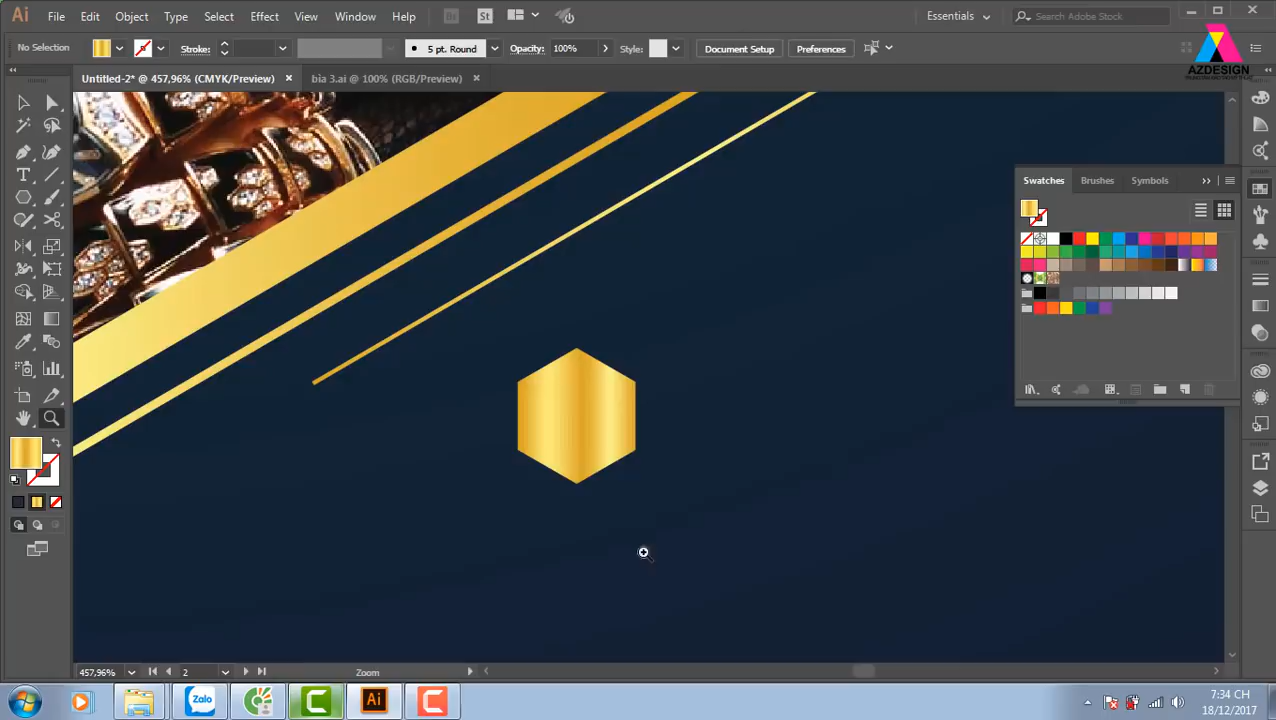 Ai File Edit Object Type Select Effect View Window Help Br St Essentials Search Adobe Stock
No Selection Stroke: 5 pt. Round Opacity: 100% Style: Document Setup Preferences
AZDESIGN
Untitled-2* @ 457,96% (CMYK/Preview) × bia 3.ai @ 100% (RGB/Preview) ×
Swatches Brushes Symbols
457,96% 2 Zoom
Zalo Ai
7:34 CH
18/12/2017